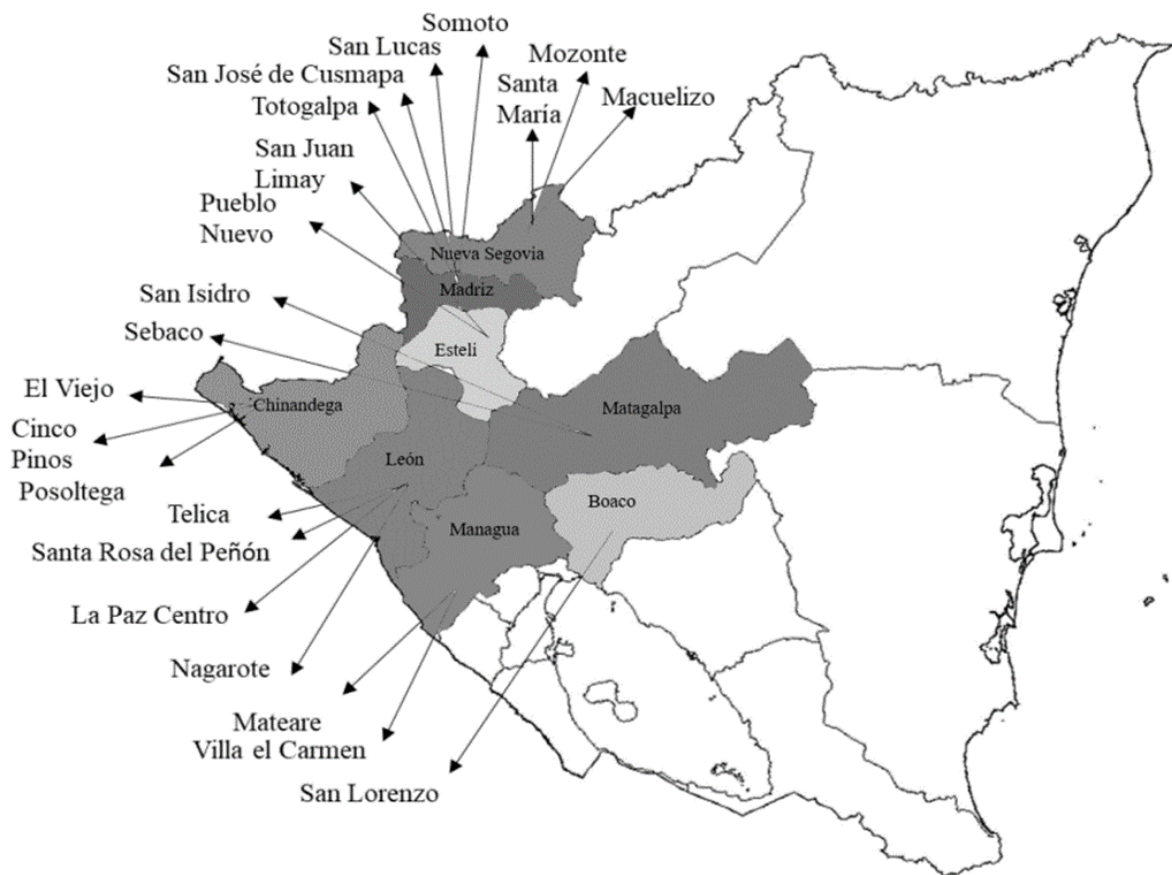 Somoto
San Lucas
Mozonte
San José de Cusmapa
Santa
María
Macuelizo
Totogalpa
San Juan
Limay
Pueblo
Nuevo
Nueva Segovia
Madriz
San Isidro
Sebaco
Esteli
El Viejo
Chinandega
Matagalpa
Cinco
Pinos
Posoltega
León
Boaco
Telica
Managua
Santa Rosa del Peñón
La Paz Centro
Nagarote
Mateare
Villa el Carmen
San Lorenzo